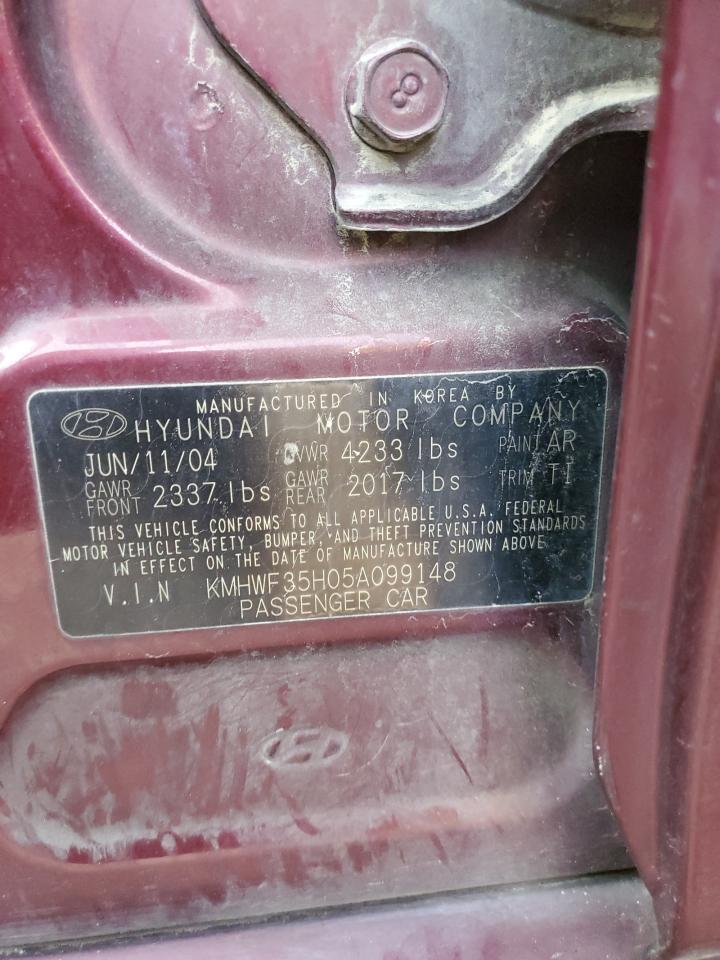 8
MANUFACTURED IN KOREA BY
HYUNDAI MOTOR COMPANY
JUN/11/04 GVWR 4233 lbs PAINT AR
GAWR FRONT 2337 lbs GAWR REAR 2017 lbs TRIM TI
THIS VEHICLE CONFORMS TO ALL APPLICABLE U.S.A. FEDERAL
MOTOR VEHICLE SAFETY, BUMPER, AND THEFT PREVENTION STANDARDS
IN EFFECT ON THE DATE OF MANUFACTURE SHOWN ABOVE.
V.I.N KMHWF35H05A099148
PASSENGER CAR